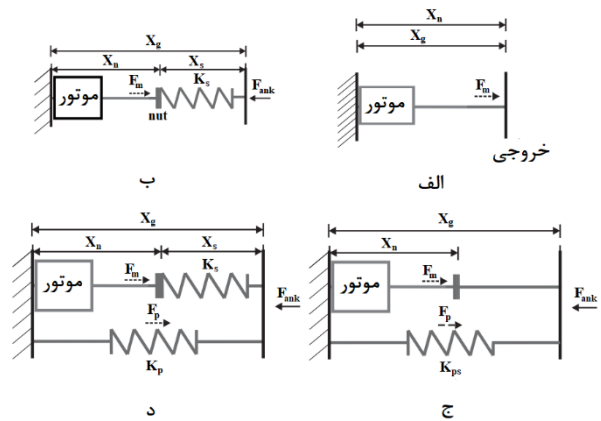 Xg
Xn Xs
موتور Fm Ks Fank
nut
ب
Xn
Xg
موتور Fm
خروجی
الف
Xg
Xn Xs
موتور Fm Ks Fank
Fp
Kp
د
Xg
Xn
موتور Fm Fank
Fp
Kps
ج